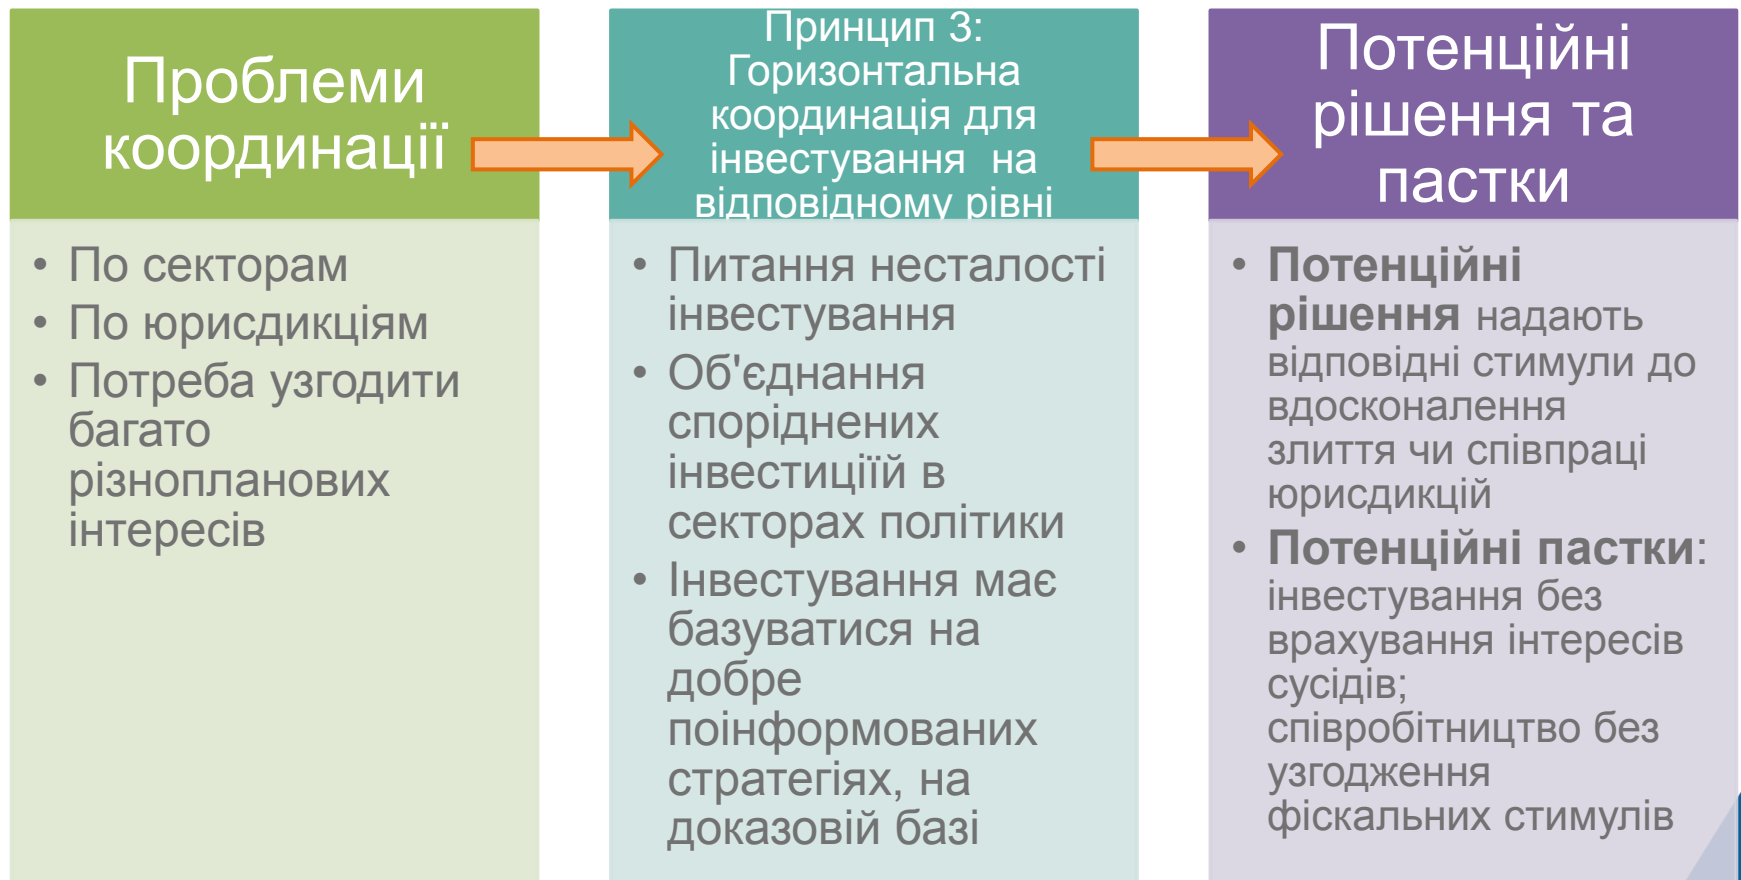 Проблеми
координації
• По секторам
• По юрисдикціям
• Потреба узгодити
багато
різнопланових
інтересів
Принцип 3:
Горизонтальна
координація для
інвестування на
відповідному рівні
• Питання несталості
інвестування
• Об'єднання
споріднених
інвестиціїй в
секторах політики
• Інвестування має
базуватися на
добре
поінформованих
стратегіях, на
доказовій базі
Потенційні
рішення та
пастки
• Потенційні
рішення надають
відповідні стимули до
вдосконалення
злиття чи співпраці
юрисдикцій
• Потенційні пастки:
інвестування без
врахування інтересів
сусідів;
співробітництво без
узгодження
фіскальних стимулів